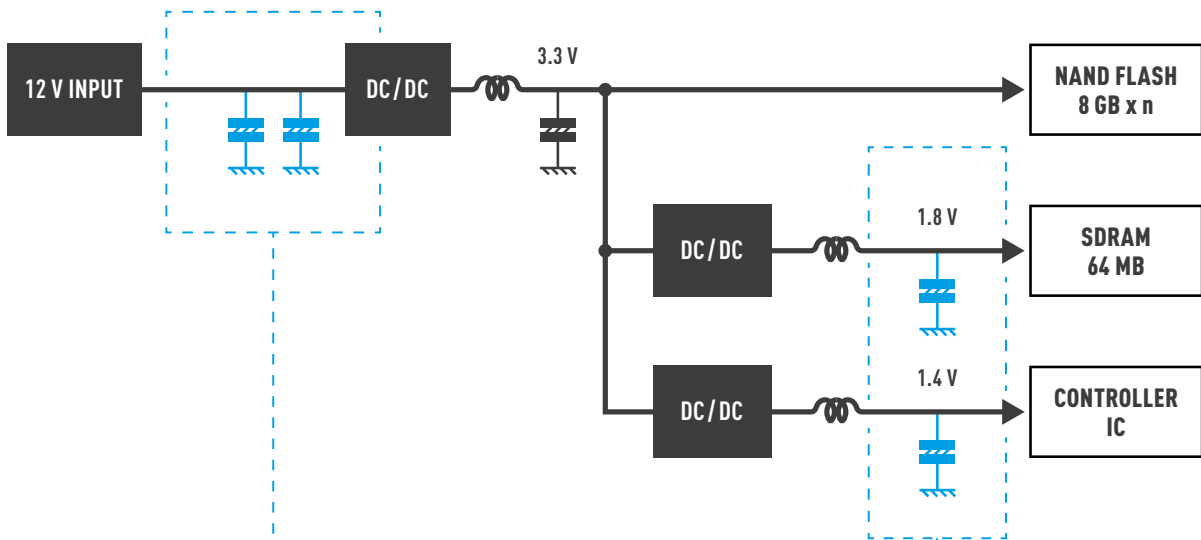 12 V INPUT
DC/DC
3.3 V
NAND FLASH
8 GB x n
DC/DC
1.8 V
SDRAM
64 MB
DC/DC
1.4 V
CONTROLLER
IC